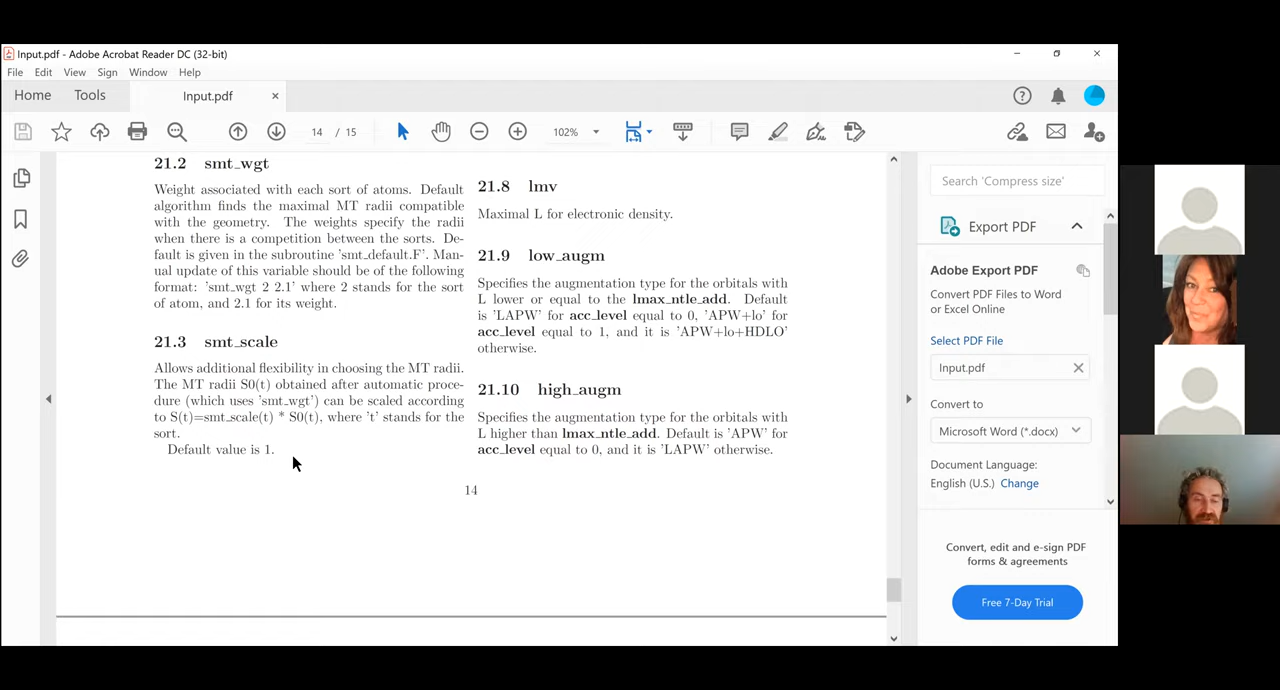 Input.pdf - Adobe Acrobat Reader DC (32-bit)
File Edit View Sign Window Help
Home Tools Input.pdf ×
14 / 15 102%
21.2 smt_wgt
Weight associated with each sort of atoms. Default
algorithm finds the maximal MT radii compatible
with the geometry. The weights specify the radii
when there is a competition between the sorts. De-
fault is given in the subroutine 'smt_default.F'. Man-
ual update of this variable should be of the following
format: 'smt_wgt 2 2.1' where 2 stands for the sort
of atom, and 2.1 for its weight.
21.3 smt_scale
Allows additional flexibility in choosing the MT radii.
The MT radii S0(t) obtained after automatic proce-
dure (which uses 'smt_wgt') can be scaled according
to S(t)=smt_scale(t) * S0(t), where 't' stands for the
sort.
Default value is 1.
21.8 lmv
Maximal L for electronic density.
21.9 low_augm
Specifies the augmentation type for the orbitals with
L lower or equal to the lmax_ntle_add. Default
is 'LAPW' for acc_level equal to 0, 'APW+lo' for
acc_level equal to 1, and it is 'APW+lo+HDLO'
otherwise.
21.10 high_augm
Specifies the augmentation type for the orbitals with
L higher than lmax_ntle_add. Default is 'APW' for
acc_level equal to 0, and it is 'LAPW' otherwise.
14
Search 'Compress size'
Export PDF
Adobe Export PDF
Convert PDF Files to Word
or Excel Online
Select PDF File
Input.pdf
Convert to
Microsoft Word (*.docx)
Document Language:
English (U.S.) Change
Convert, edit and e-sign PDF
forms & agreements
Free 7-Day Trial